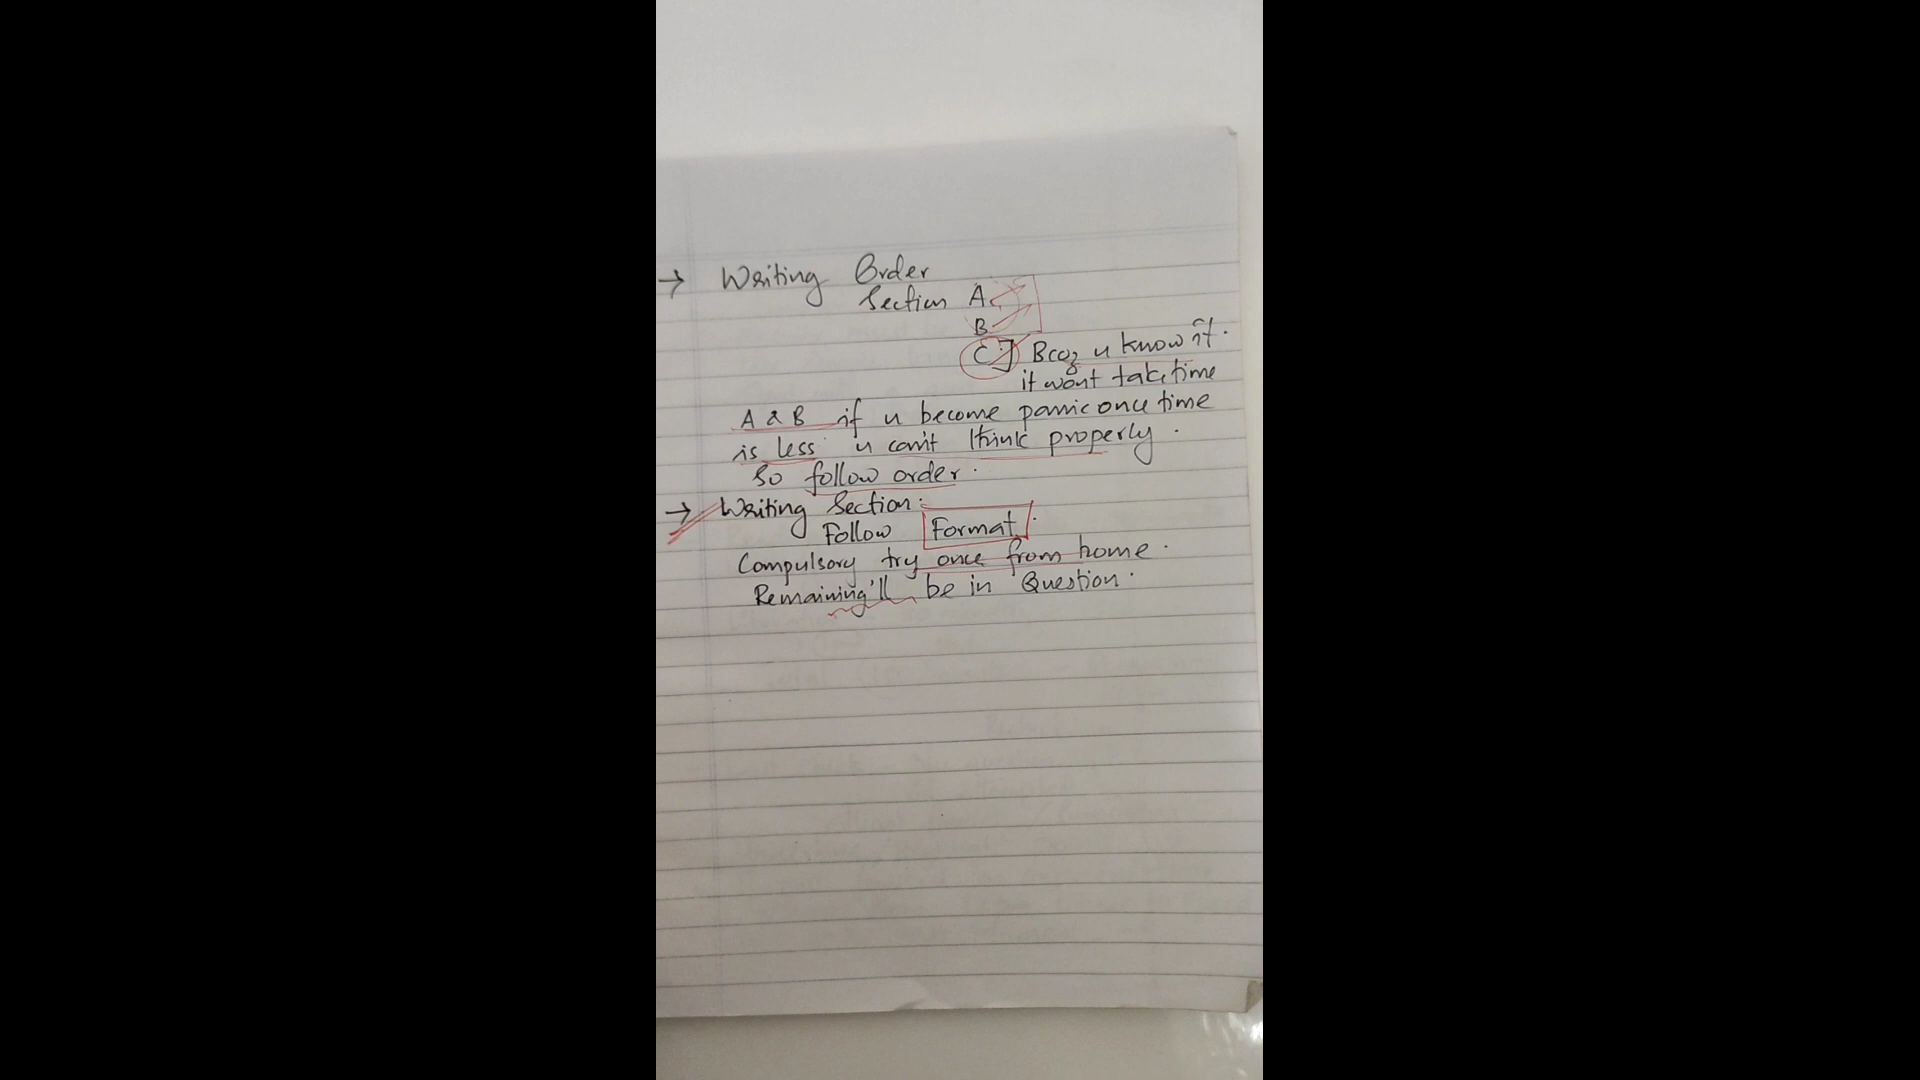 → Writing Order
Section A
B
C] Bcoz u know it.
it wont take time
A & B if u become panic once time
is less u can't think properly.
So follow order.
→ Writing Section:
Follow Format.
Compulsory try once from home.
Remaining'll be in Question.